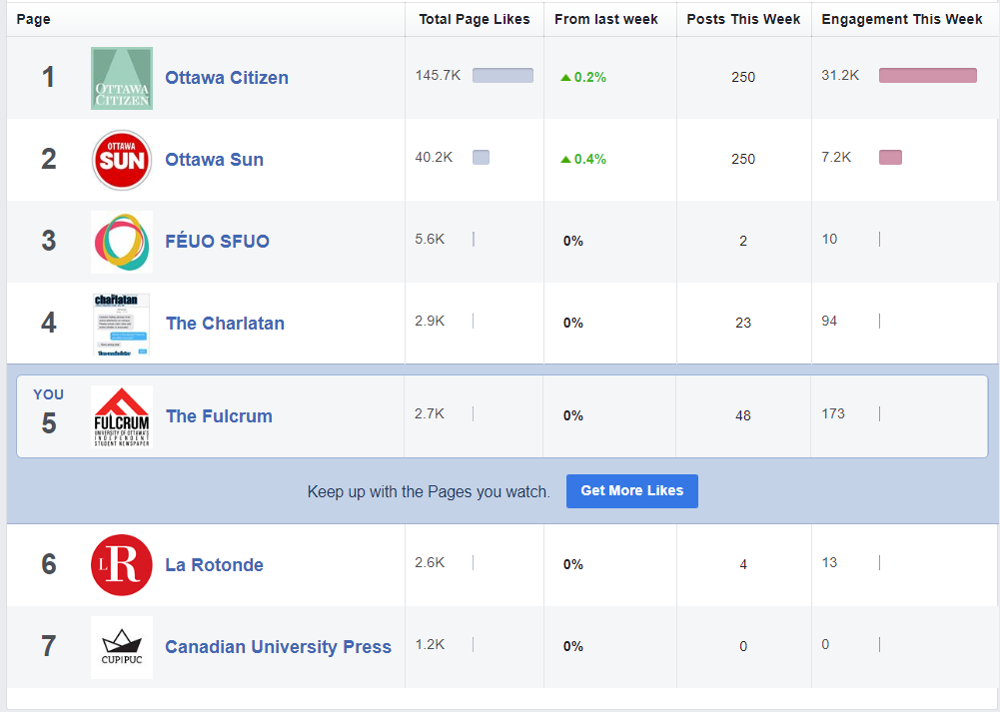 Page Total Page Likes From last week Posts This Week Engagement This Week
1 OTTAWA CITIZEN Ottawa Citizen 145.7K 0.2% 250 31.2K
2 OTTAWA SUN Ottawa Sun 40.2K 0.4% 250 7.2K
3 FÉUO SFUO 5.6K 0% 2 10
4 charlatan The Charlatan 2.9K 0% 23 94
YOU
5 FULCRUM The Fulcrum 2.7K 0% 48 173
UNIVERSITY OF OTTAWA'S
INDEPENDENT
STUDENT NEWSPAPER
Keep up with the Pages you watch. Get More Likes
6 LR La Rotonde 2.6K 0% 4 13
7 CUP|PUC Canadian University Press 1.2K 0% 0 0